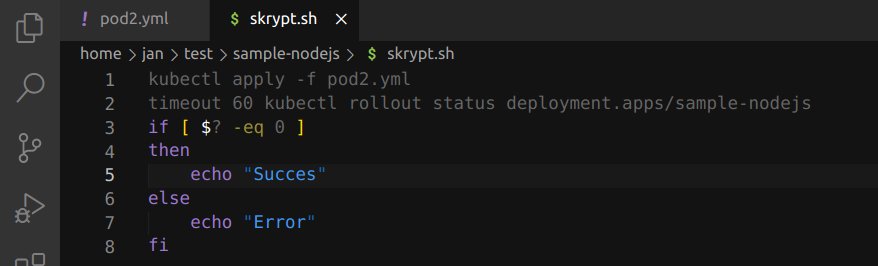 ! pod2.yml $ skrypt.sh ×
home > jan > test > sample-nodejs > $ skrypt.sh
1 kubectl apply -f pod2.yml
2 timeout 60 kubectl rollout status deployment.apps/sample-nodejs
3 if [ $? -eq 0 ]
4 then
5     echo "Succes"
6 else
7     echo "Error"
8 fi